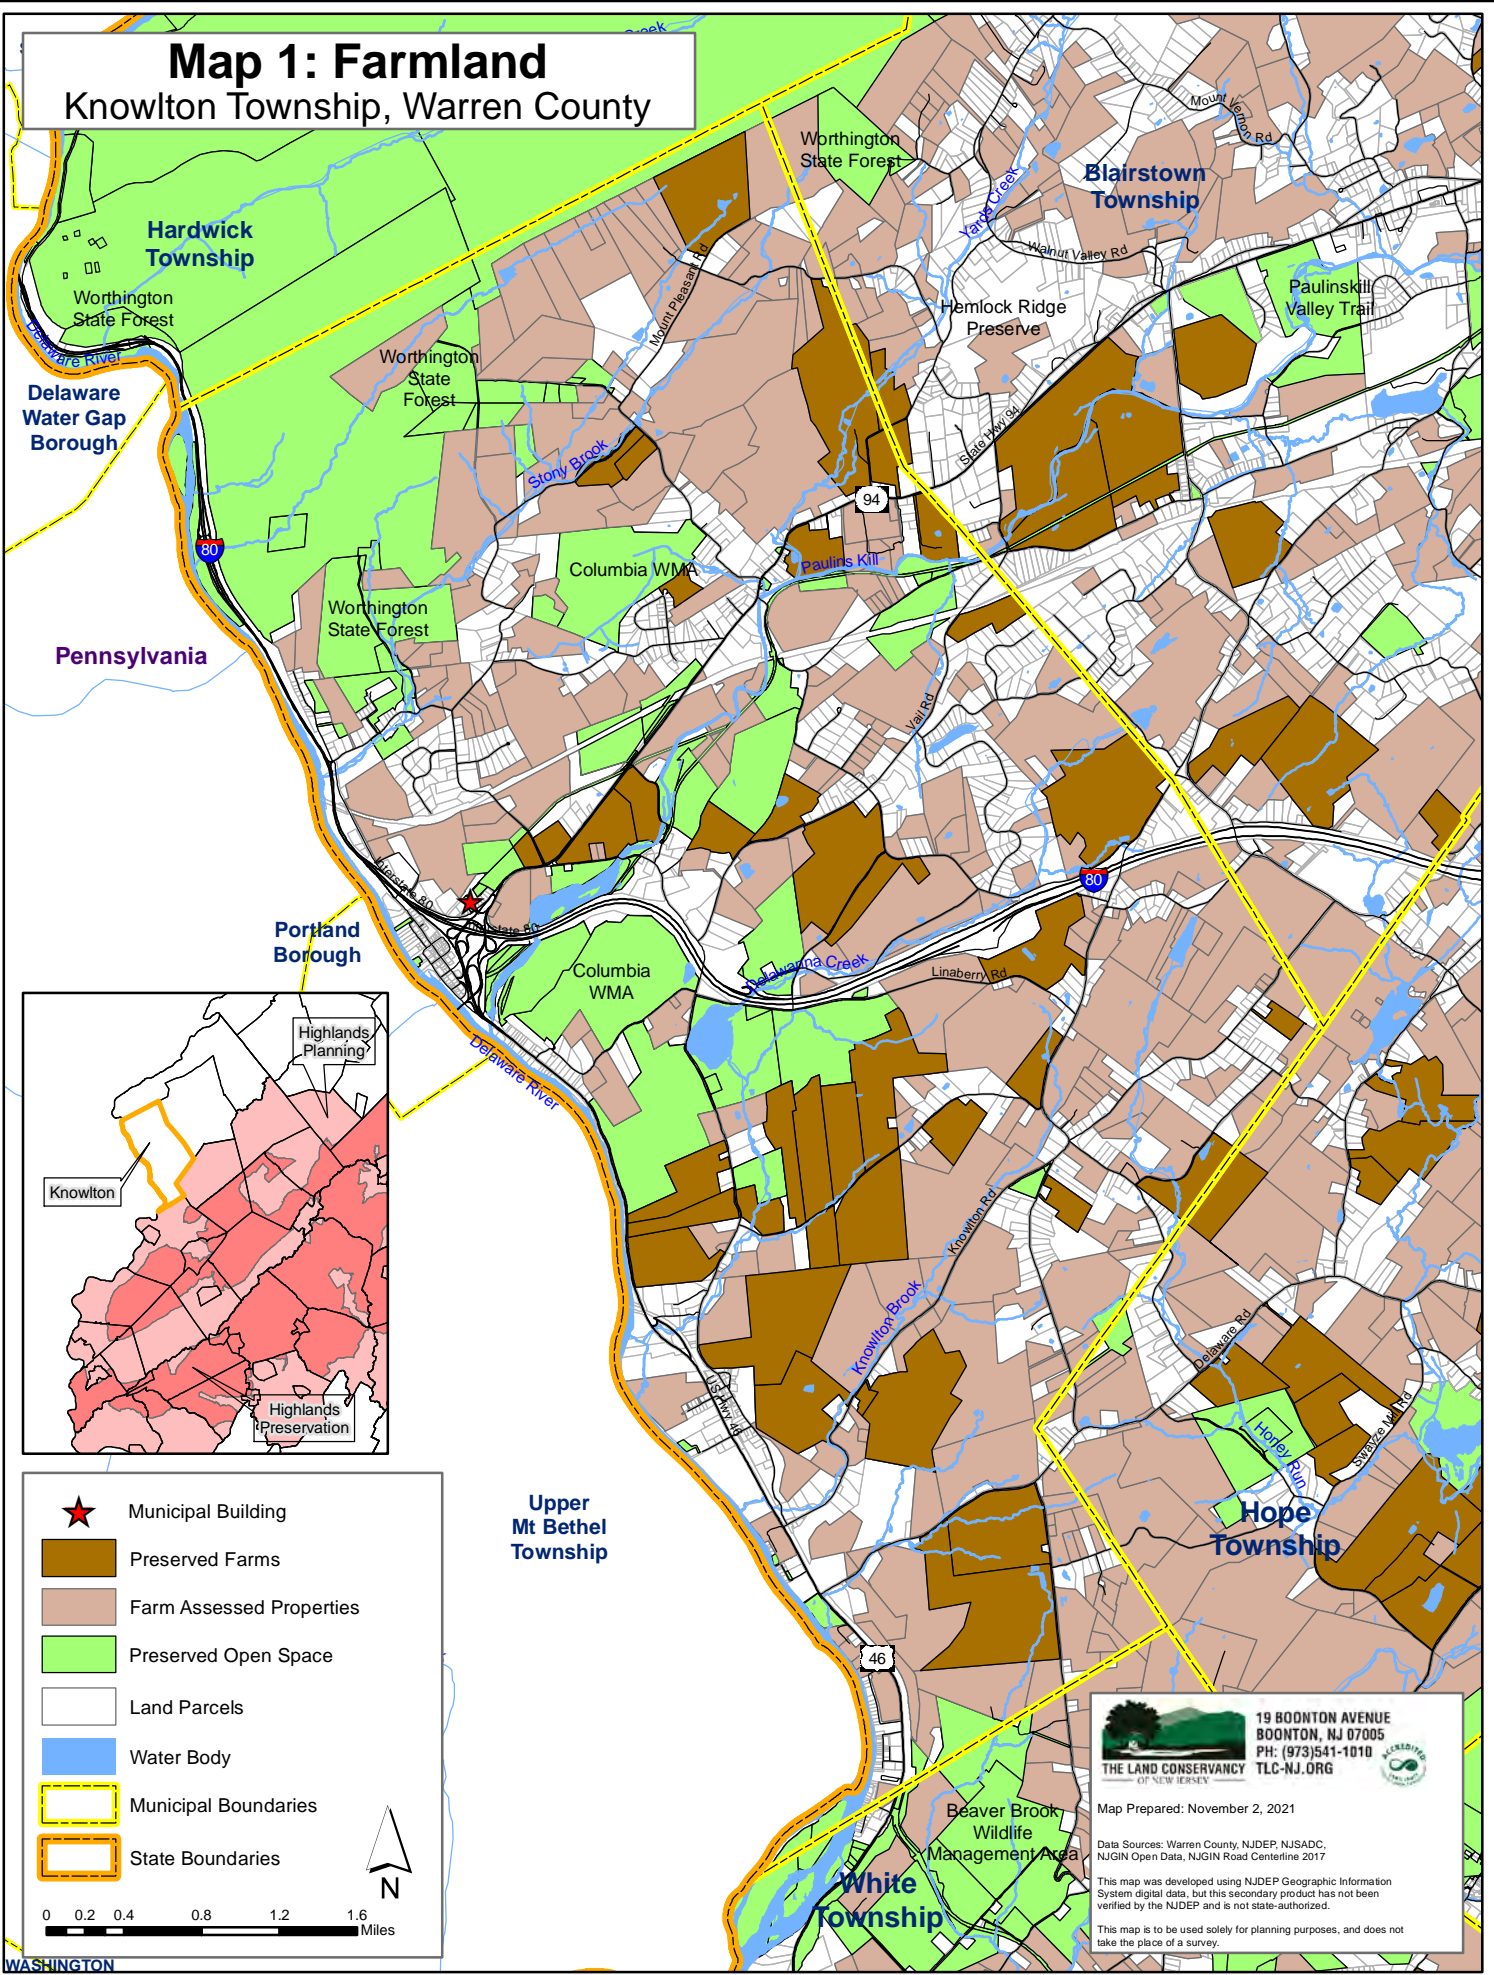 Map 1: Farmland
Knowlton Township, Warren County
Creek
Worthington
State Forest
Mount Vernon Rd
Blairstown
Township
Yards Creek
Walnut Valley Rd
Hardwick
Township
Mount Pleasant Rd
Worthington
State Forest
Hemlock Ridge
Preserve
Paulinskill
Valley Trail
Delaware River
Worthington
State
Forest
Delaware
Water Gap
Borough
State Hwy 94
Stony Brook
94
80
Columbia WMA
Paulins Kill
Worthington
State Forest
Pennsylvania
Vail Rd
Interstate 80
80
Interstate 80
Portland
Borough
Columbia
WMA
Delawanna Creek
Linaberry Rd
Delaware River
Highlands
Planning
Knowlton
Highlands
Preservation
Knowlton Rd
Knowlton Brook
US Hwy 46
Delaware Rd
Swayze Mill Rd
Honey Run
Hope
Township
Upper
Mt Bethel
Township
46
Beaver Brook
Wildlife
Management Area
White
Township
Municipal Building
Preserved Farms
Farm Assessed Properties
Preserved Open Space
Land Parcels
Water Body
Municipal Boundaries
State Boundaries
N
0 0.2 0.4 0.8 1.2 1.6
Miles
WASHINGTON
THE LAND CONSERVANCY
OF NEW JERSEY
19 BOONTON AVENUE
BOONTON, NJ 07005
PH: (973)541-1010
TLC-NJ.ORG
ACCREDITED
Map Prepared: November 2, 2021
Data Sources: Warren County, NJDEP, NJSADC,
NJGIN Open Data, NJGIN Road Centerline 2017
This map was developed using NJDEP Geographic Information
System digital data, but this secondary product has not been
verified by the NJDEP and is not state-authorized.
This map is to be used solely for planning purposes, and does not
take the place of a survey.